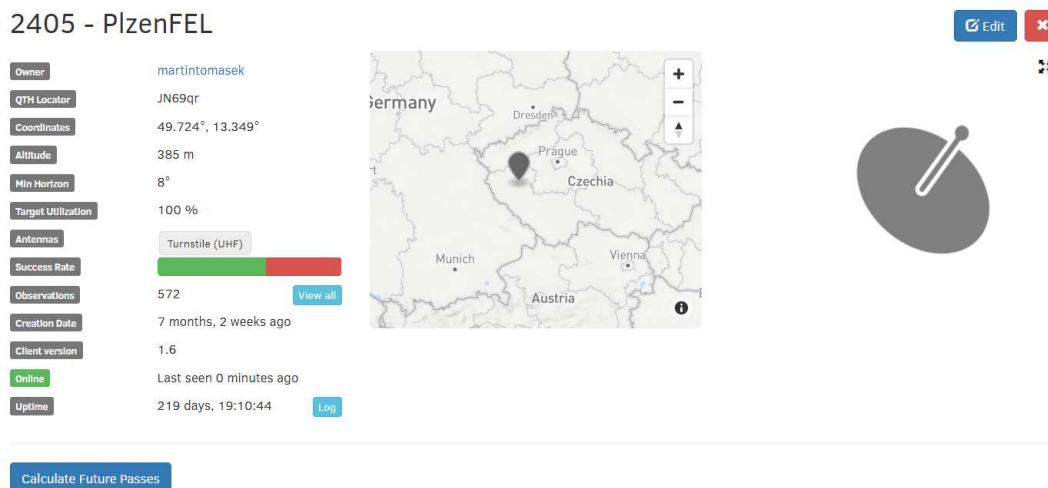 2405 - PlzenFEL
Edit
Owner martintomasek
QTH Locator JN69qr
Coordinates 49.724°, 13.349°
Altitude 385 m
Min Horizon 8°
Target Utilization 100 %
Antennas Turnstile (UHF)
Success Rate
Observations 572 View all
Creation Date 7 months, 2 weeks ago
Client version 1.6
Online Last seen 0 minutes ago
Uptime 219 days, 19:10:44 Log
Germany
Dresden
Prague
Czechia
Munich
Vienna
Austria
Calculate Future Passes